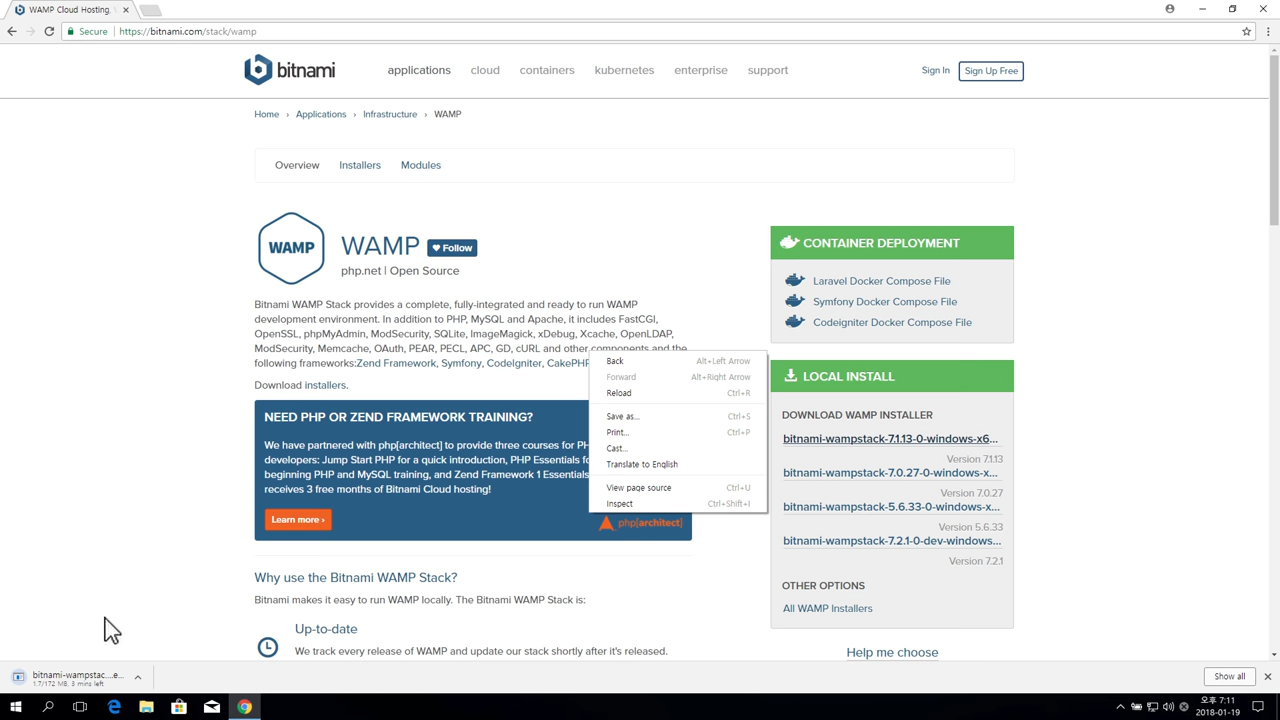 WAMP Cloud Hosting,
Secure
https://bitnami.com/stack/wamp
bitnami
applications
cloud
containers
kubernetes
enterprise
support
Sign In
Sign Up Free
Home › Applications › Infrastructure › WAMP
Overview
Installers
Modules
WAMP
WAMP
Follow
php.net | Open Source
Bitnami WAMP Stack provides a complete, fully-integrated and ready to run WAMP
development environment. In addition to PHP, MySQL and Apache, it includes FastCGI,
OpenSSL, phpMyAdmin, ModSecurity, SQLite, ImageMagick, xDebug, Xcache, OpenLDAP,
ModSecurity, Memcache, OAuth, PEAR, PECL, APC, GD, cURL and other components and the
following frameworks:Zend Framework, Symfony, CodeIgniter, CakePHP
Download installers.
NEED PHP OR ZEND FRAMEWORK TRAINING?
We have partnered with php[architect] to provide three courses for PH
developers: Jump Start PHP for a quick introduction, PHP Essentials fo
beginning PHP and MySQL training, and Zend Framework 1 Essentials
receives 3 free months of Bitnami Cloud hosting!
Learn more ›
php[architect]
Back Alt+Left Arrow
Forward Alt+Right Arrow
Reload Ctrl+R
Save as... Ctrl+S
Print... Ctrl+P
Cast...
Translate to English
View page source Ctrl+U
Inspect Ctrl+Shift+I
Why use the Bitnami WAMP Stack?
Bitnami makes it easy to run WAMP locally. The Bitnami WAMP Stack is:
Up-to-date
We track every release of WAMP and update our stack shortly after it's released.
CONTAINER DEPLOYMENT
Laravel Docker Compose File
Symfony Docker Compose File
Codeigniter Docker Compose File
LOCAL INSTALL
DOWNLOAD WAMP INSTALLER
bitnami-wampstack-7.1.13-0-windows-x6...
Version 7.1.13
bitnami-wampstack-7.0.27-0-windows-x...
Version 7.0.27
bitnami-wampstack-5.6.33-0-windows-x...
Version 5.6.33
bitnami-wampstack-7.2.1-0-dev-windows...
Version 7.2.1
OTHER OPTIONS
All WAMP Installers
Help me choose
bitnami-wampstac....e...
1.7/172 MB, 3 mins left
Show all
오후 7:11
2018-01-19